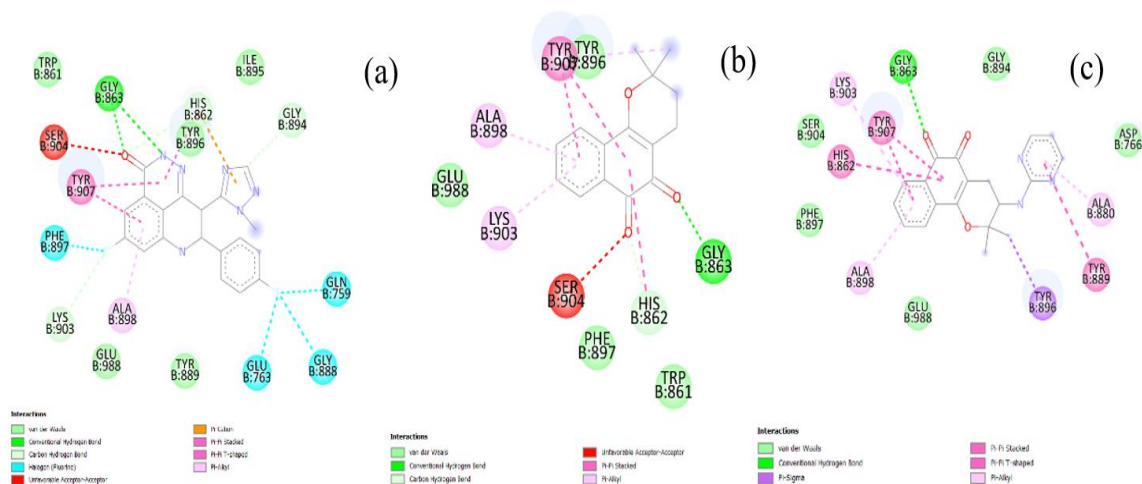 (a)
TRP
B:861
GLY
B:863
ILE
B:895
HIS
B:862
GLY
B:894
SER
B:904
TYR
B:896
TYR
B:907
PHE
B:897
GLN
B:759
LYS
B:903
ALA
B:898
GLU
B:988
TYR
B:889
GLU
B:763
GLY
B:888
O
N
N
N
N
N
N
N
Interactions
van der Waals
Conventional Hydrogen Bond
Carbon Hydrogen Bond
Halogen (Fluorine)
Unfavorable Acceptor-Acceptor
Pi-Cation
Pi-Pi Stacked
Pi-Pi T-shaped
Pi-Alkyl
(b)
TYR
B:907
TYR
B:896
ALA
B:898
GLU
B:988
LYS
B:903
SER
B:904
GLY
B:863
HIS
B:862
PHE
B:897
TRP
B:861
O
O
O
Interactions
van der Waals
Conventional Hydrogen Bond
Carbon Hydrogen Bond
Unfavorable Acceptor-Acceptor
Pi-Pi Stacked
Pi-Alkyl
(c)
GLY
B:863
GLY
B:894
LYS
B:903
SER
B:904
TYR
B:907
HIS
B:862
ASP
B:766
PHE
B:897
ALA
B:880
ALA
B:898
TYR
B:889
GLU
B:988
TYR
B:896
O
O
O
N
N
N
Interactions
van der Waals
Conventional Hydrogen Bond
Pi-Sigma
Pi-Pi Stacked
Pi-Pi T-shaped
Pi-Alkyl